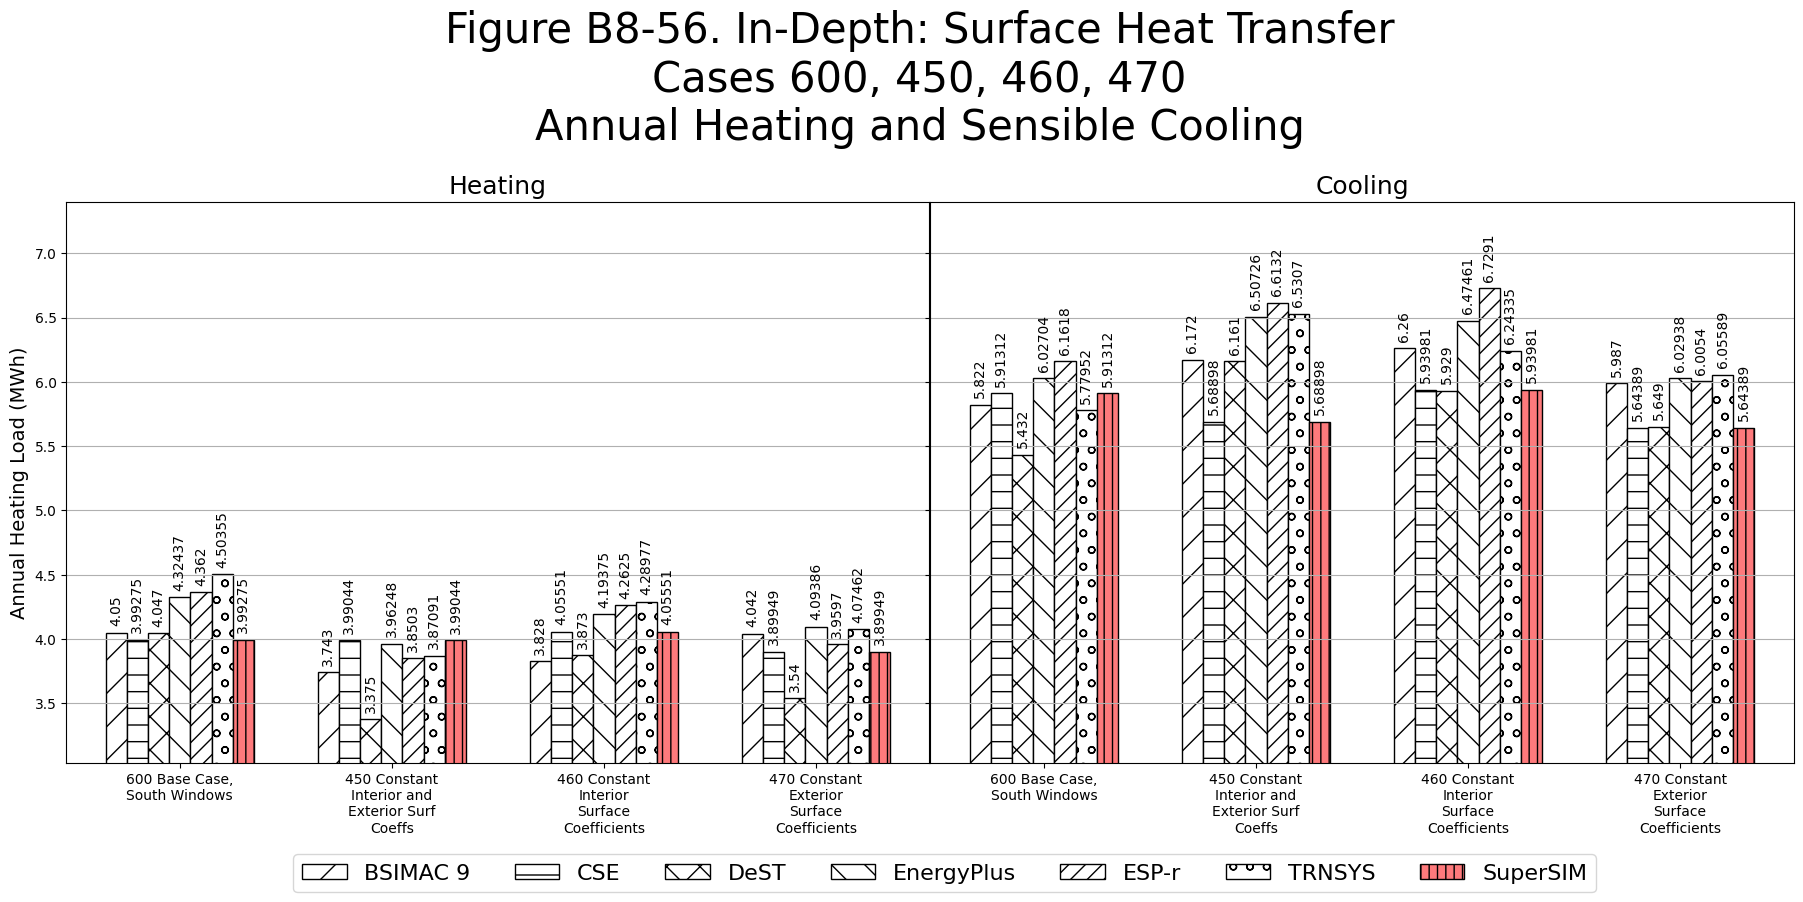 Figure B8-56. In-Depth: Surface Heat Transfer
Cases 600, 450, 460, 470
Annual Heating and Sensible Cooling
Heating
Cooling
Annual Heating Load (MWh)
7.0
6.5
6.0
5.5
5.0
4.5
4.0
3.5
4.05
3.99275
4.047
4.32437
4.362
4.50355
3.99275
3.743
3.99044
3.375
3.96248
3.8503
3.87091
3.99044
3.828
4.05551
3.873
4.19375
4.2625
4.28977
4.05551
4.042
3.89949
3.54
4.09386
3.9597
4.07462
3.89949
5.822
5.91312
5.432
6.02704
6.1618
5.77952
5.91312
6.172
5.68898
6.161
6.50726
6.6132
6.5307
5.68898
6.26
5.93981
5.929
6.47461
6.7291
6.24335
5.93981
5.987
5.64389
5.649
6.02938
6.0054
6.05589
5.64389
600 Base Case,
South Windows
450 Constant
Interior and
Exterior Surf
Coeffs
460 Constant
Interior
Surface
Coefficients
470 Constant
Exterior
Surface
Coefficients
600 Base Case,
South Windows
450 Constant
Interior and
Exterior Surf
Coeffs
460 Constant
Interior
Surface
Coefficients
470 Constant
Exterior
Surface
Coefficients
BSIMAC 9
CSE
DeST
EnergyPlus
ESP-r
TRNSYS
SuperSIM